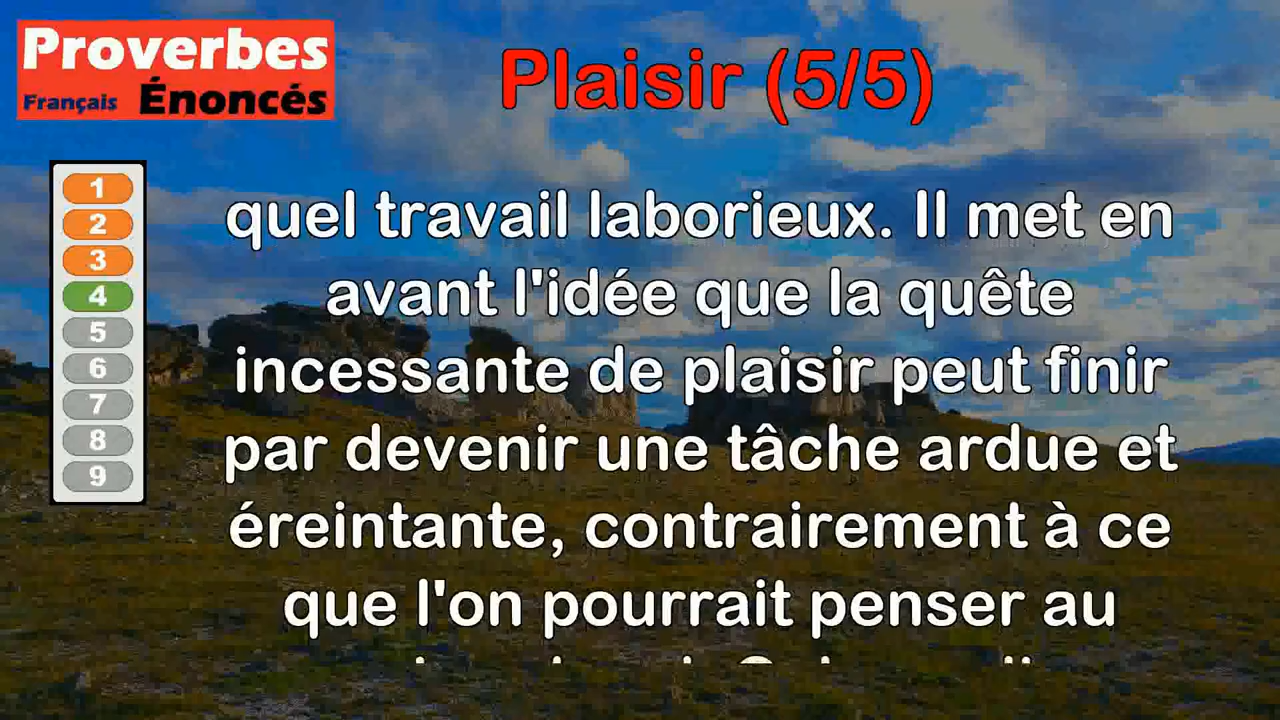 Proverbes
Français Énoncés
Plaisir (5/5)
1
2
3
4
5
6
7
8
9
quel travail laborieux. Il met en
avant l'idée que la quête
incessante de plaisir peut finir
par devenir une tâche ardue et
éreintante, contrairement à ce
que l'on pourrait penser au